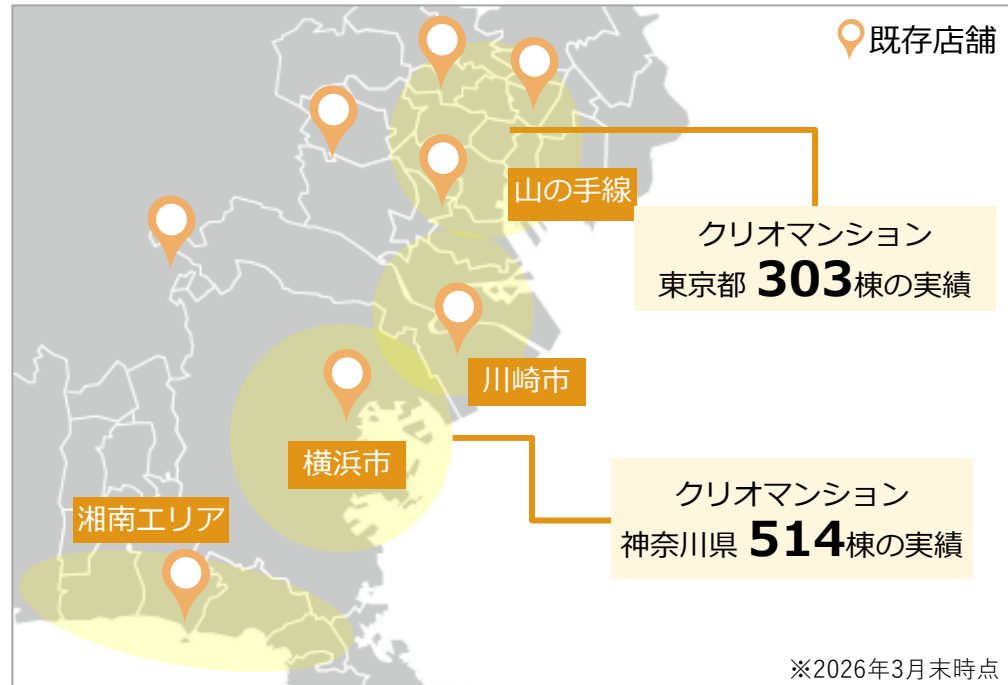 既存店舗
山の手線
クリオマンション
東京都 303棟の実績
川崎市
横浜市
クリオマンション
神奈川県 514棟の実績
湘南エリア
※2026年3月末時点